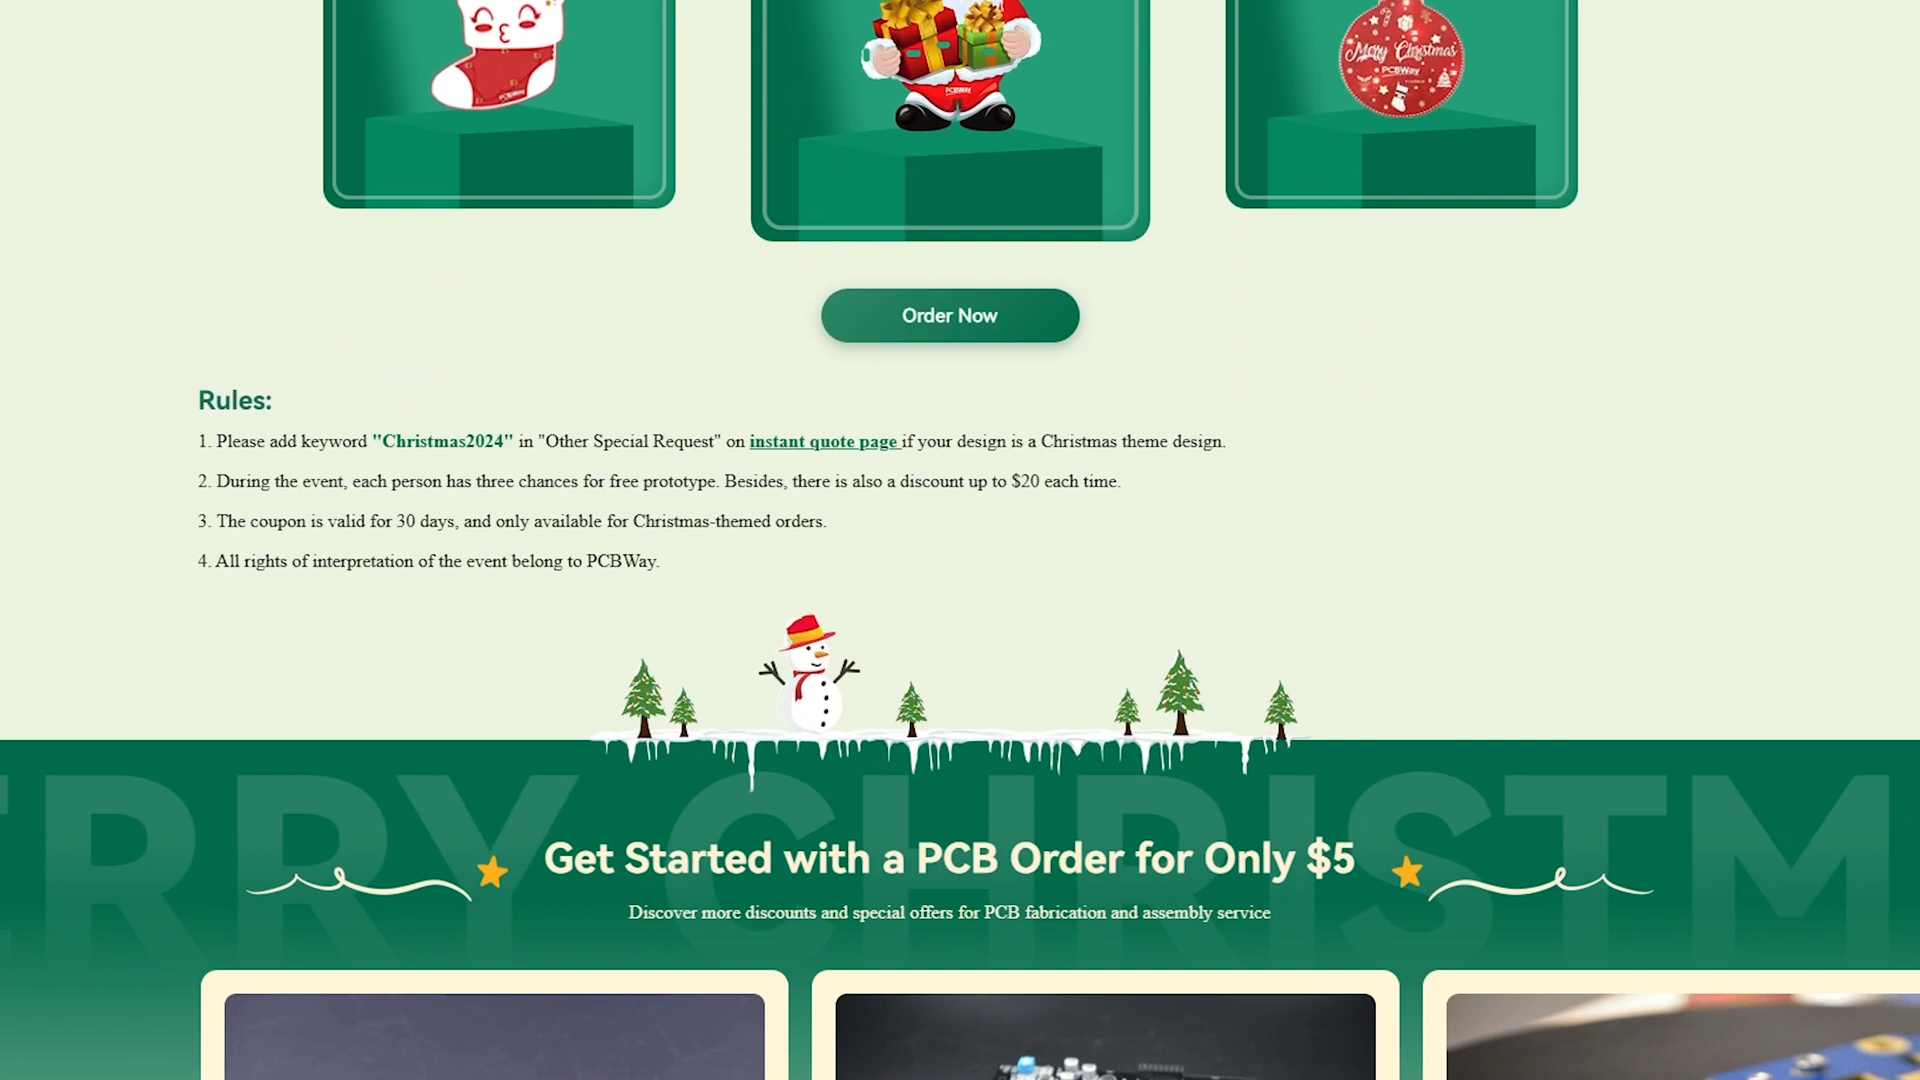 PCBWay
PCBWay
Merry Christmas
PCBWay
Order Now
Rules:
1. Please add keyword "Christmas2024" in "Other Special Request" on instant quote page if your design is a Christmas theme design.
2. During the event, each person has three chances for free prototype. Besides, there is also a discount up to $20 each time.
3. The coupon is valid for 30 days, and only available for Christmas-themed orders.
4. All rights of interpretation of the event belong to PCBWay.
ERRY CHRISTM
Get Started with a PCB Order for Only $5
Discover more discounts and special offers for PCB fabrication and assembly service